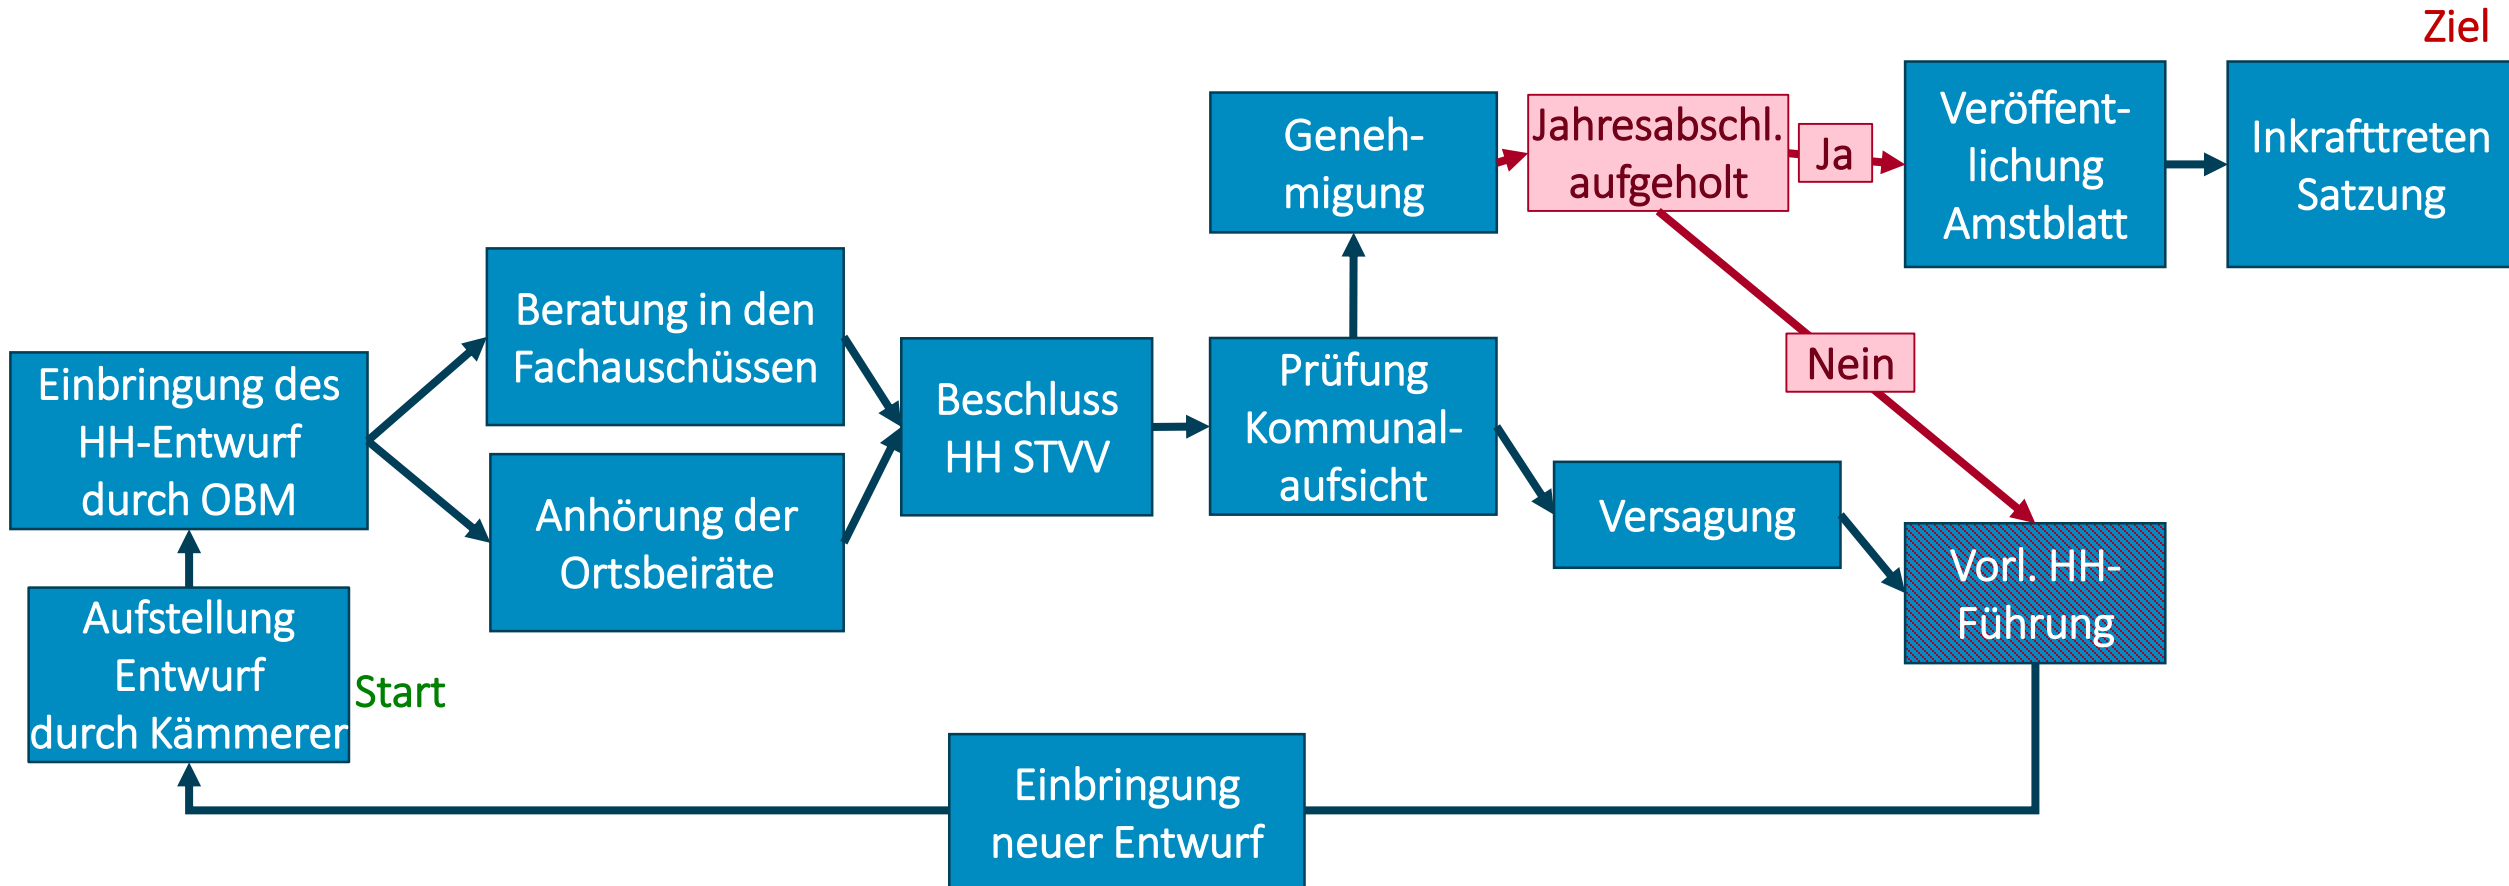 Ziel
Geneh-
migung
Jahresabschl.
aufgeholt
Ja
Veröffent-
lichung
Amstblatt
Inkrafttreten
Satzung
Beratung in den
Fachauschüssen
Einbringung des
HH-Entwurf
durch OBM
Beschluss
HH STVV
Prüfung
Kommunal-
aufsicht
Nein
Anhörung der
Ortsbeiräte
Versagung
Vorl. HH-
Führung
Aufstellung
Entwurf
durch Kämmerer
Start
Einbringung
neuer Entwurf